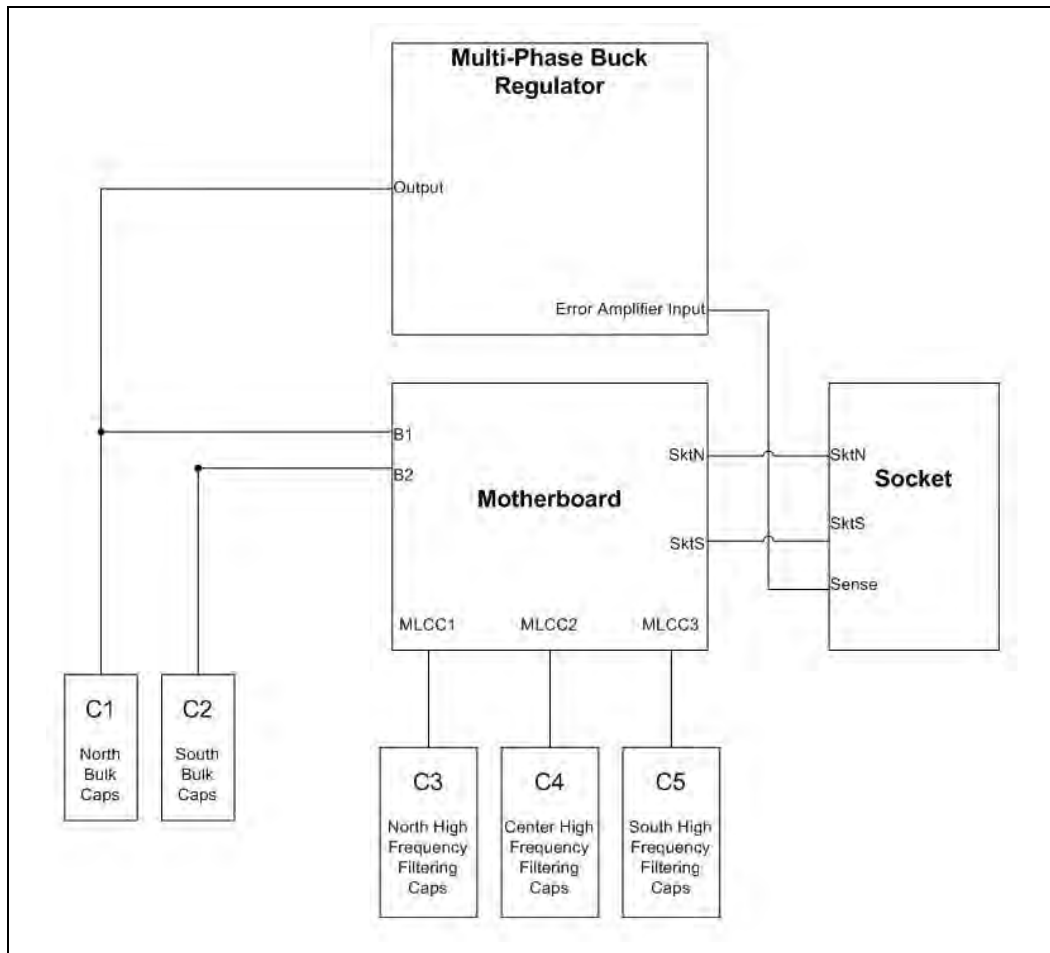 Multi-Phase Buck
Regulator
Output
Error Amplifier Input
B1
B2
SktN
Motherboard
SktS
MLCC1
MLCC2
MLCC3
SktN
Socket
SktS
Sense
C1
North
Bulk
Caps
C2
South
Bulk
Caps
C3
North High
Frequency
Filtering
Caps
C4
Center High
Frequency
Filtering
Caps
C5
South High
Frequency
Filtering
Caps